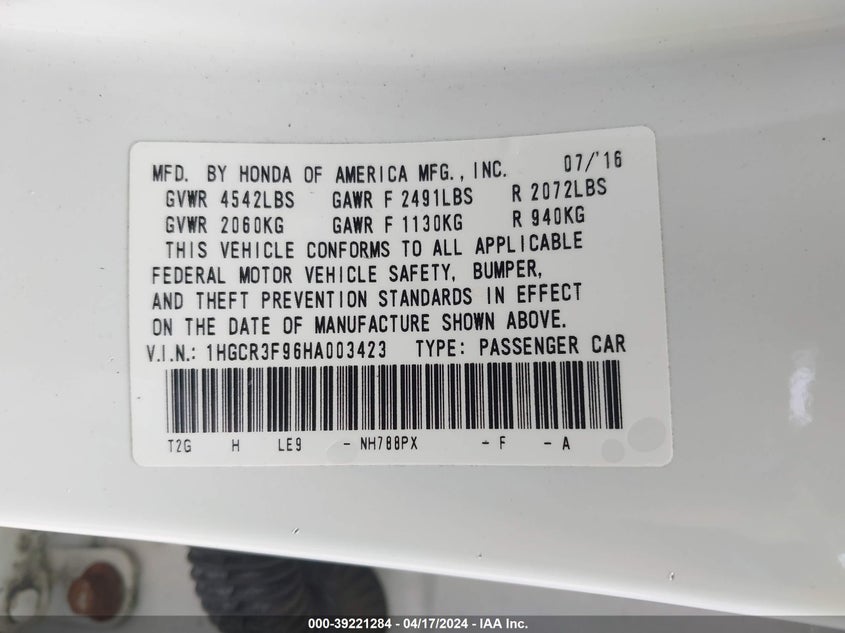 MFD. BY HONDA OF AMERICA MFG., INC. 07/'16
GVWR 4542LBS GAWR F 2491LBS R 2072LBS
GVWR 2060KG GAWR F 1130KG R 940KG
THIS VEHICLE CONFORMS TO ALL APPLICABLE
FEDERAL MOTOR VEHICLE SAFETY, BUMPER,
AND THEFT PREVENTION STANDARDS IN EFFECT
ON THE DATE OF MANUFACTURE SHOWN ABOVE.
V.I.N.: 1HGCR3F96HA003423 TYPE: PASSENGER CAR
T2G H LE9 - NH788PX - F - A
000-39221284 - 04/17/2024 - IAA Inc.